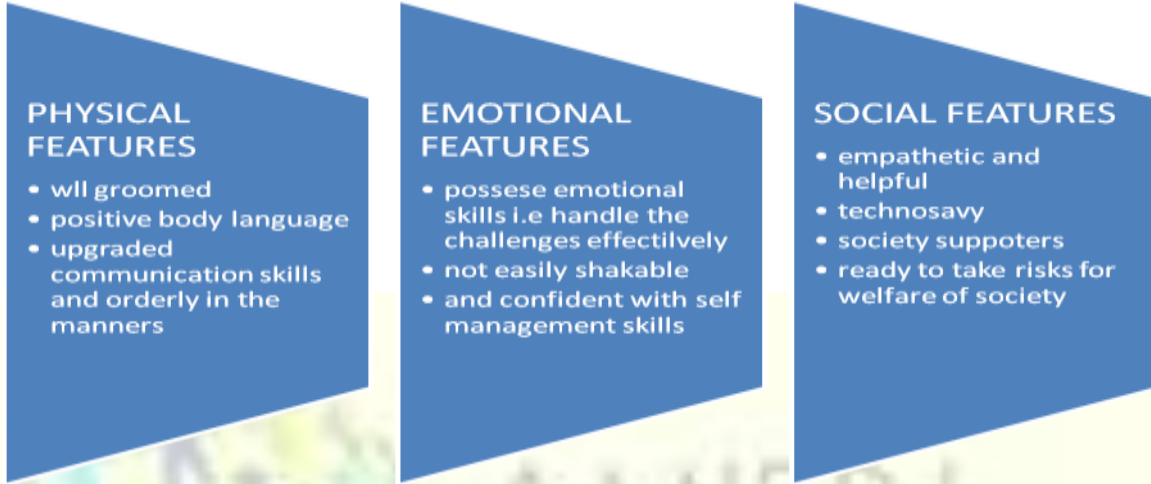 PHYSICAL
FEATURES
• wll groomed
• positive body language
• upgraded
communication skills
and orderly in the
manners
EMOTIONAL
FEATURES
• possese emotional
skills i.e handle the
challenges effectilvely
• not easily shakable
• and confident with self
management skills
SOCIAL FEATURES
• empathetic and
helpful
• technosavy
• society suppoters
• ready to take risks for
welfare of society